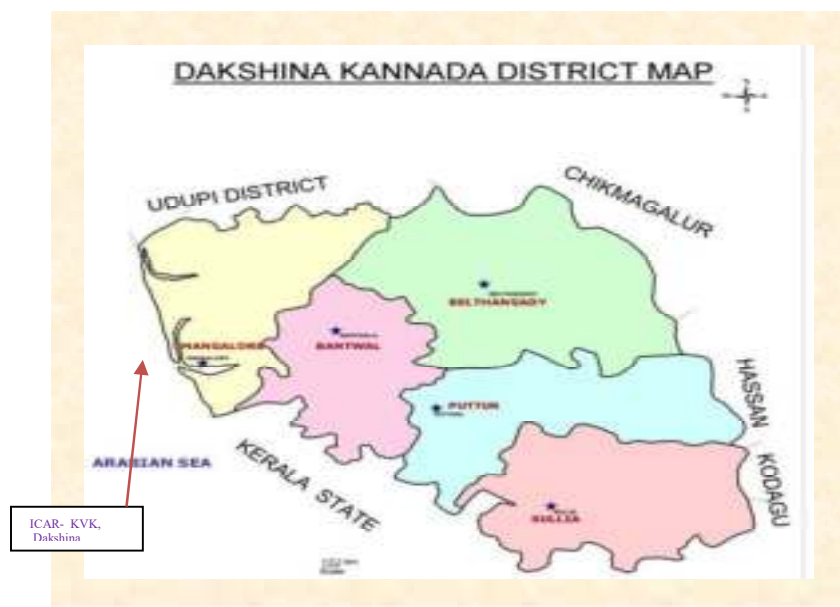 DAKSHINA KANNADA DISTRICT MAP
UDUPI DISTRICT
CHIKMAGALUR
BELTHANGADY
MANGALORE
BANTWAL
HASSAN
PUTTUR
ARABIAN SEA
KERALA STATE
KODAGU
SULLIA
ICAR- KVK,
Dakshina